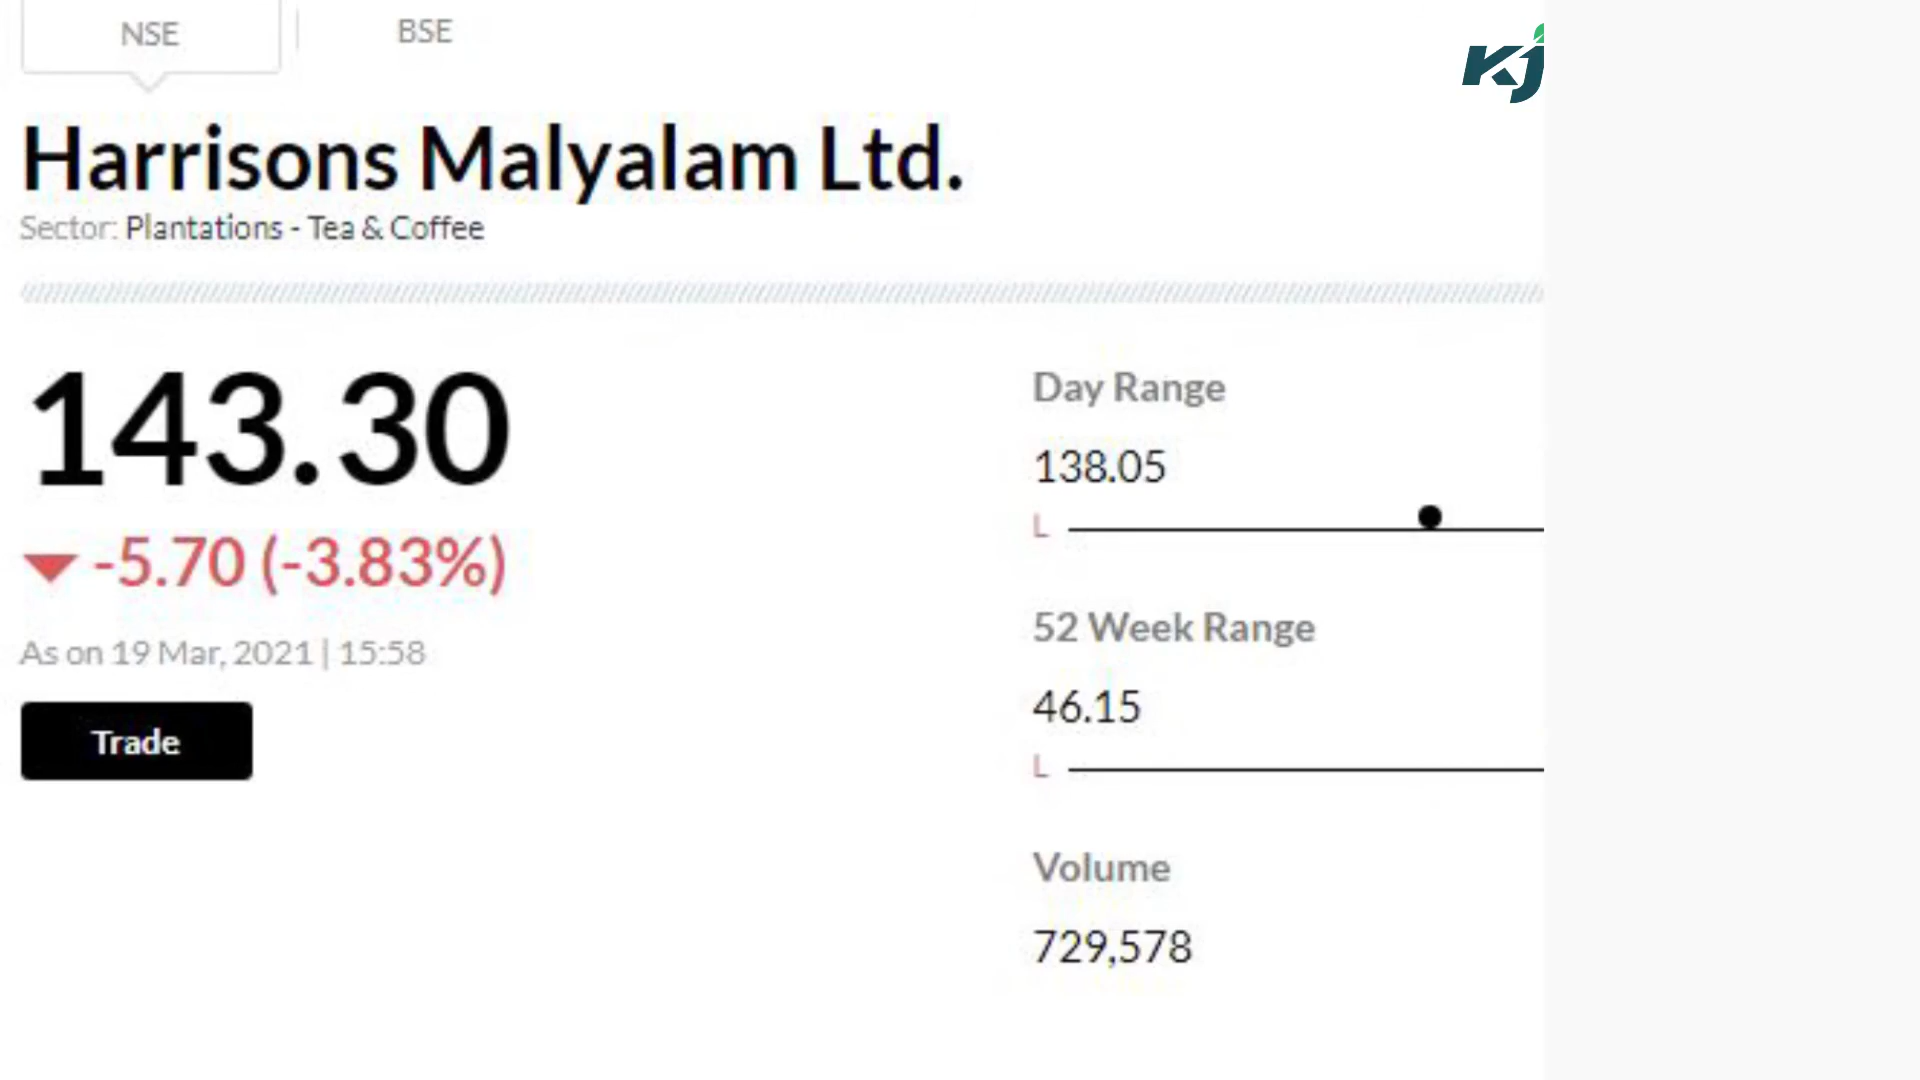 NSE
BSE
KJ
Harrisons Malyalam Ltd.
Sector: Plantations - Tea & Coffee
143.30
-5.70 (-3.83%)
As on 19 Mar, 2021 | 15:58
Trade
Day Range
138.05
L
52 Week Range
46.15
L
Volume
729,578